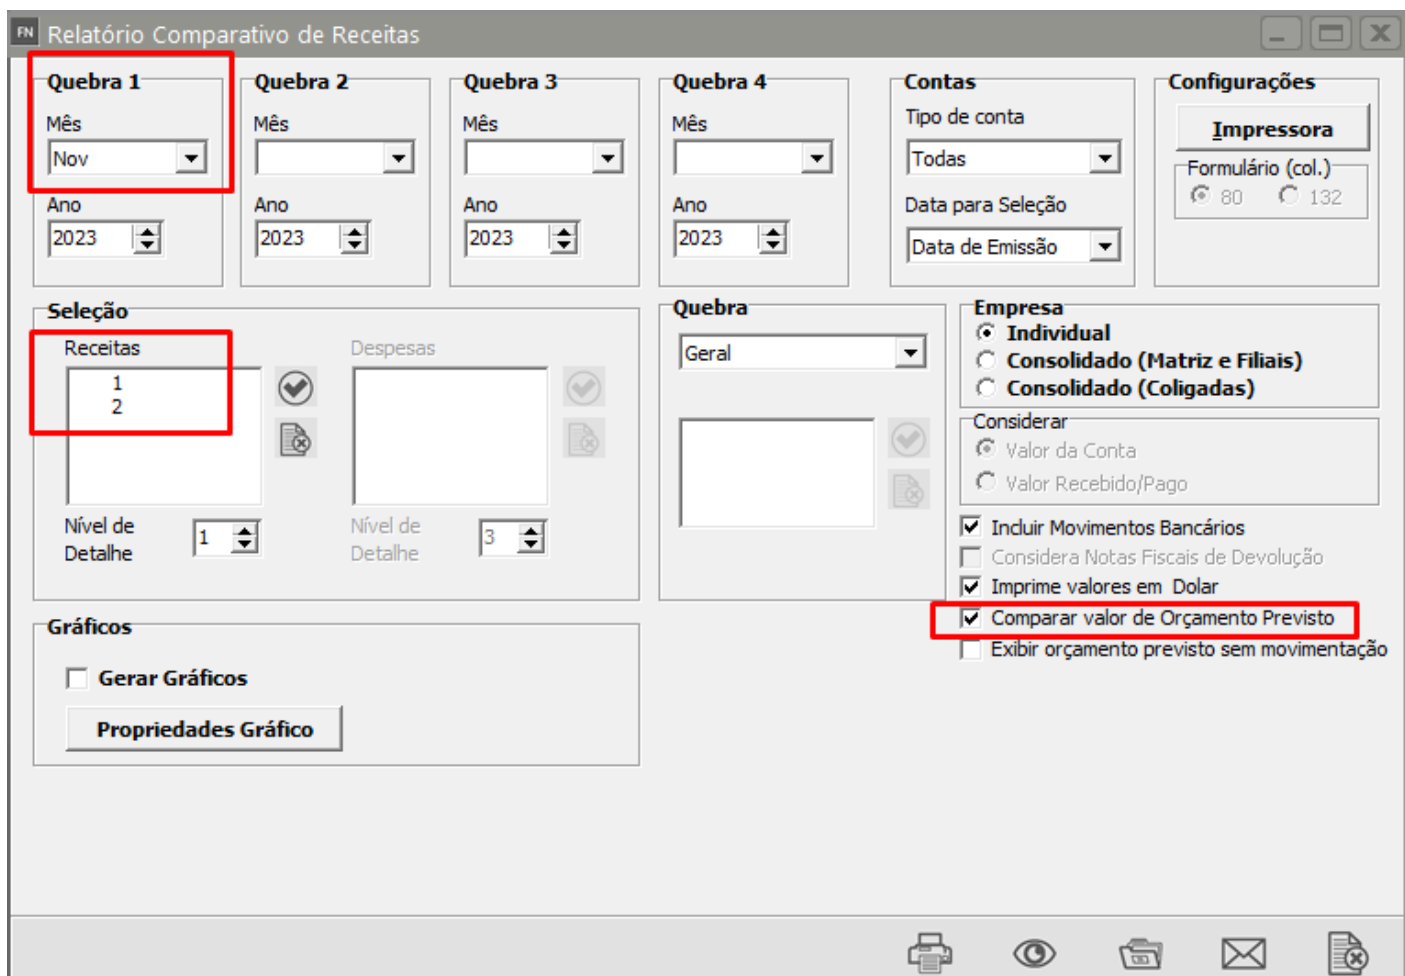 FN Relatório Comparativo de Receitas
Quebra 1
Mês
Nov
Ano
2023
Quebra 2
Mês
Ano
2023
Quebra 3
Mês
Ano
2023
Quebra 4
Mês
Ano
2023
Contas
Tipo de conta
Todas
Data para Seleção
Data de Emissão
Configurações
Impressora
Formulário (col.)
80 132
Seleção
Receitas
1
2
Nível de
Detalhe
1
Despesas
Nível de
Detalhe
3
Quebra
Geral
Empresa
Individual
Consolidado (Matriz e Filiais)
Consolidado (Coligadas)
Considerar
Valor da Conta
Valor Recebido/Pago
Incluir Movimentos Bancários
Considera Notas Fiscais de Devolução
Imprime valores em Dolar
Comparar valor de Orçamento Previsto
Exibir orçamento previsto sem movimentação
Gráficos
Gerar Gráficos
Propriedades Gráfico